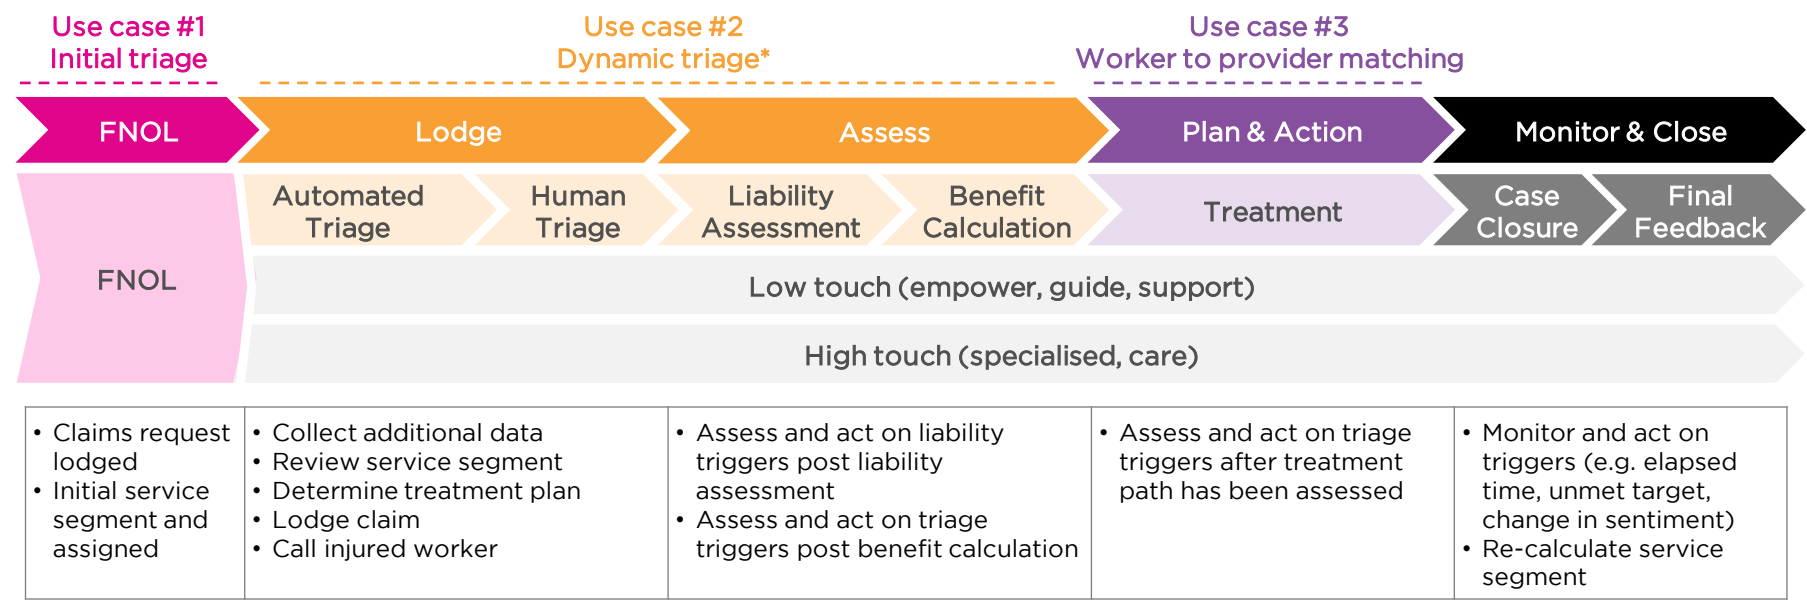 Use case #1
Initial triage
Use case #2
Dynamic triage*
Use case #3
Worker to provider matching
FNOL
Lodge
Assess
Plan & Action
Monitor & Close
Automated
Triage
Human
Triage
Liability
Assessment
Benefit
Calculation
Treatment
Case
Closure
Final
Feedback
FNOL
Low touch (empower, guide, support)
High touch (specialised, care)
• Claims request
lodged
• Initial service
segment and
assigned
• Collect additional data
• Review service segment
• Determine treatment plan
• Lodge claim
• Call injured worker
• Assess and act on liability
triggers post liability
assessment
• Assess and act on triage
triggers post benefit calculation
• Assess and act on triage
triggers after treatment
path has been assessed
• Monitor and act on
triggers (e.g. elapsed
time, unmet target,
change in sentiment)
• Re-calculate service
segment